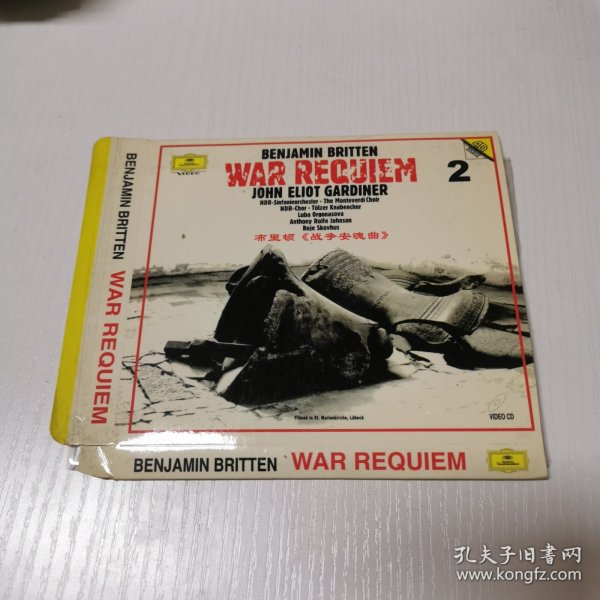 BENJAMIN BRITTEN
WAR REQUIEM
2
JOHN ELIOT GARDINER
NDR-Sinfonieorchester · The Monteverdi Choir
NDR-Chor · Tölzer Knabenchor
Luba Orgonasova
Anthony Rolfe Johnson
Boje Skovhus
布里顿《战争安魂曲》
VIDEO
Filmed in St. Marienkirche, Lübeck
VIDEO CD
BENJAMIN BRITTEN WAR REQUIEM
BENJAMIN BRITTEN WAR REQUIEM
孔夫子旧书网
www.kongfz.com